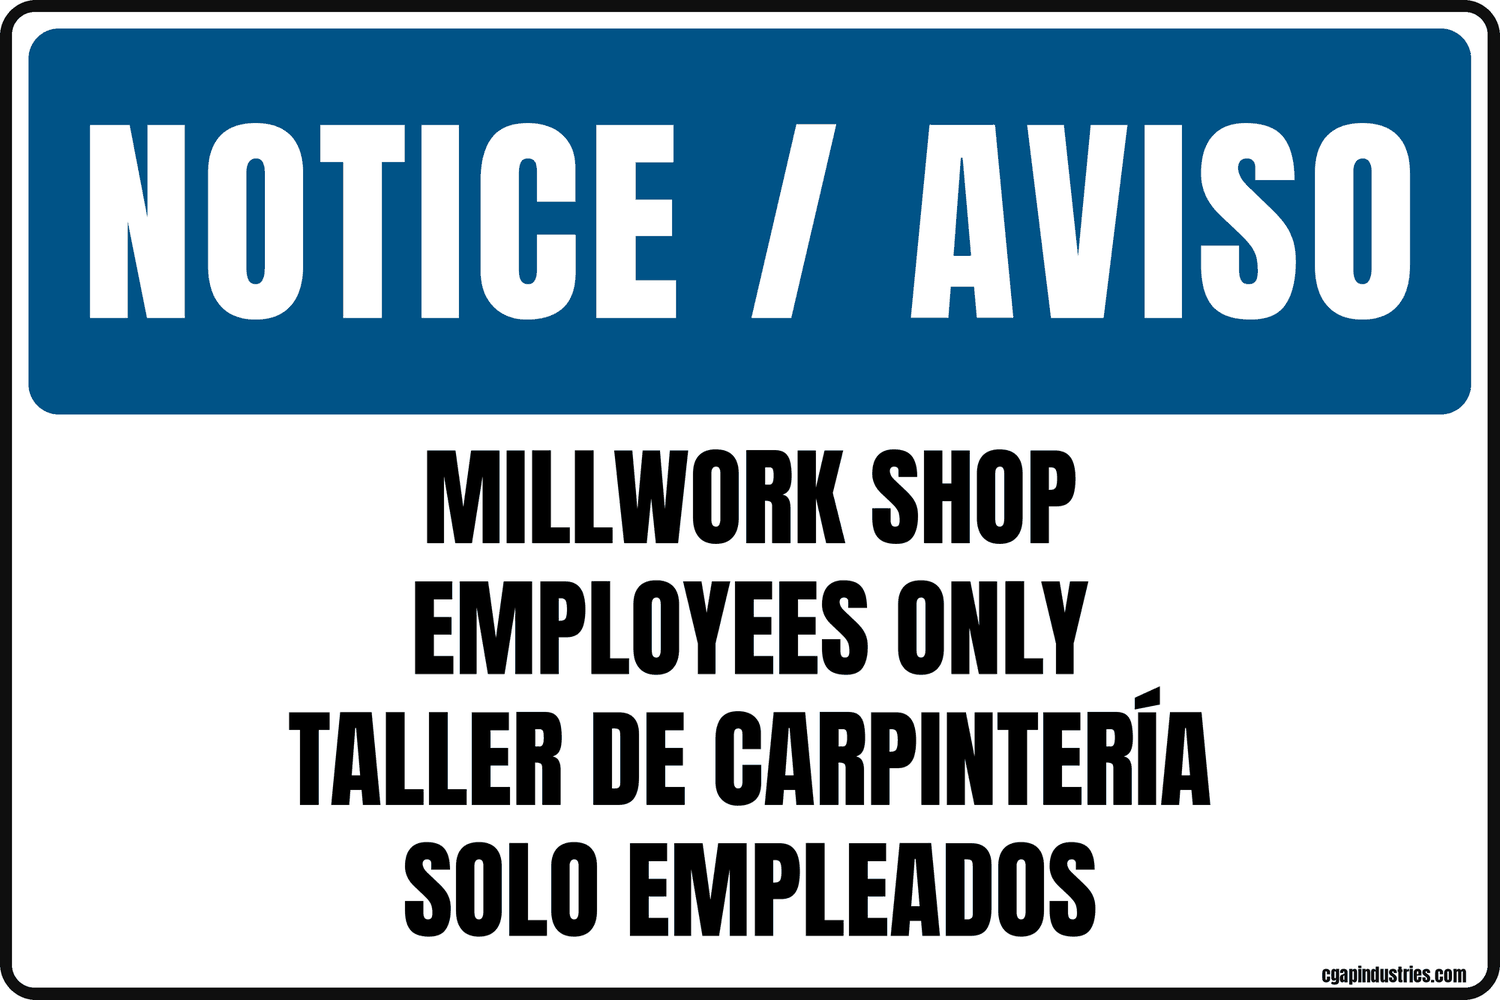 NOTICE / AVISO
MILLWORK SHOP
EMPLOYEES ONLY
TALLER DE CARPINTERÍA
SOLO EMPLEADOS
cgapindustries.com